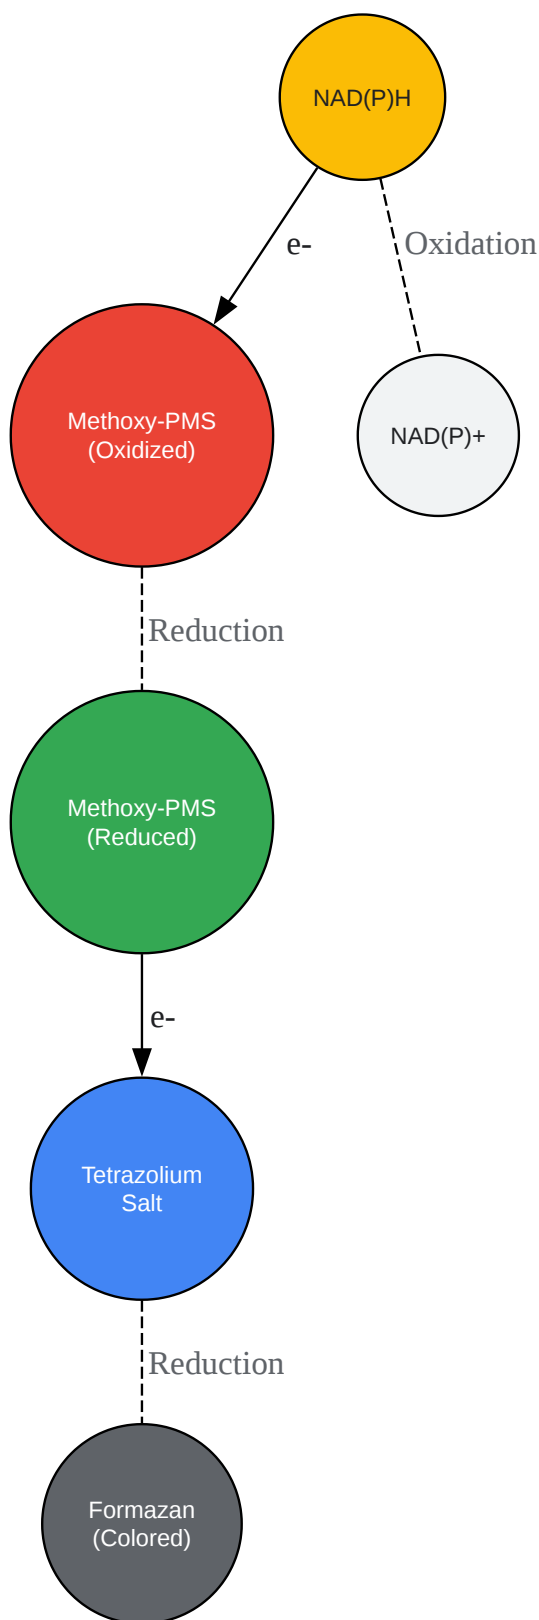 NAD(P)H
e-
Oxidation
Methoxy-PMS
(Oxidized)
NAD(P)+
Reduction
Methoxy-PMS
(Reduced)
e-
Tetrazolium
Salt
Reduction
Formazan
(Colored)